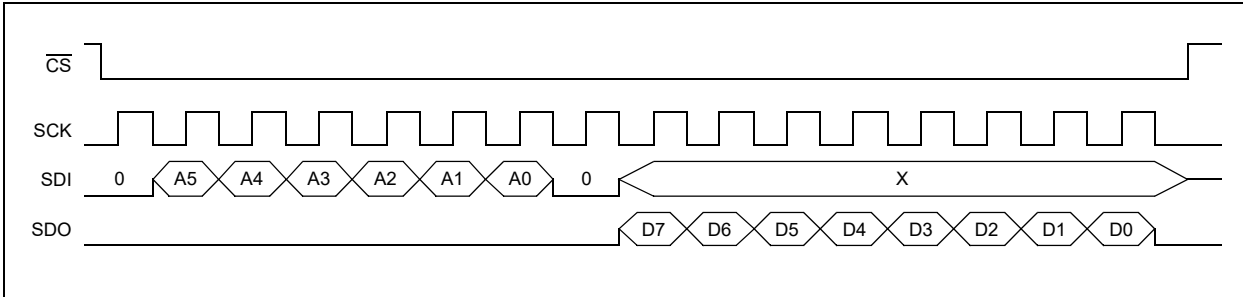 C̅S̅
SCK
SDI 0 A5 A4 A3 A2 A1 A0 0 X
SDO D7 D6 D5 D4 D3 D2 D1 D0